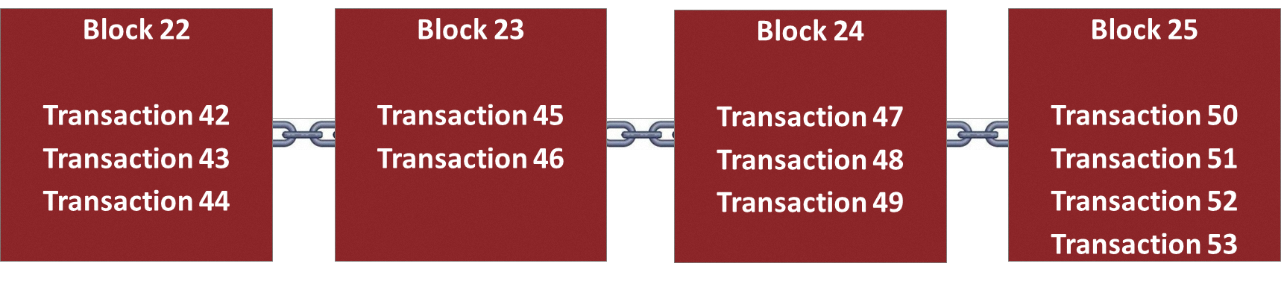 Block 22
Transaction 42
Transaction 43
Transaction 44
Block 23
Transaction 45
Transaction 46
Block 24
Transaction 47
Transaction 48
Transaction 49
Block 25
Transaction 50
Transaction 51
Transaction 52
Transaction 53